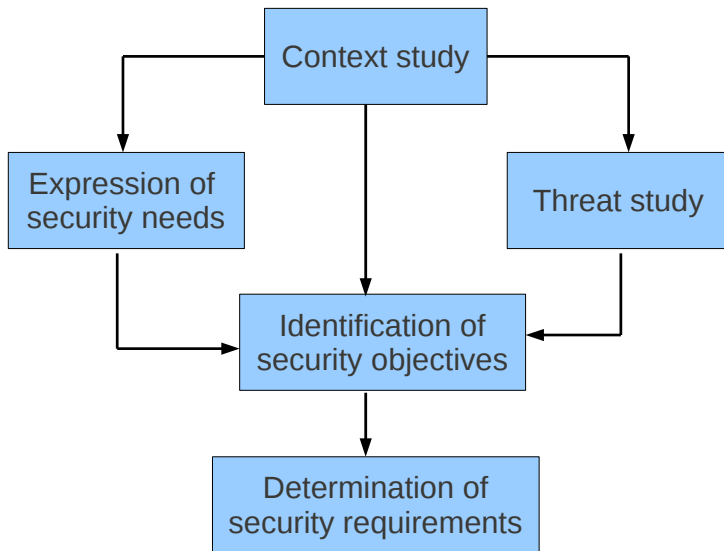 Context study
Expression of
security needs
Threat study
Identification of
security objectives
Determination of
security requirements